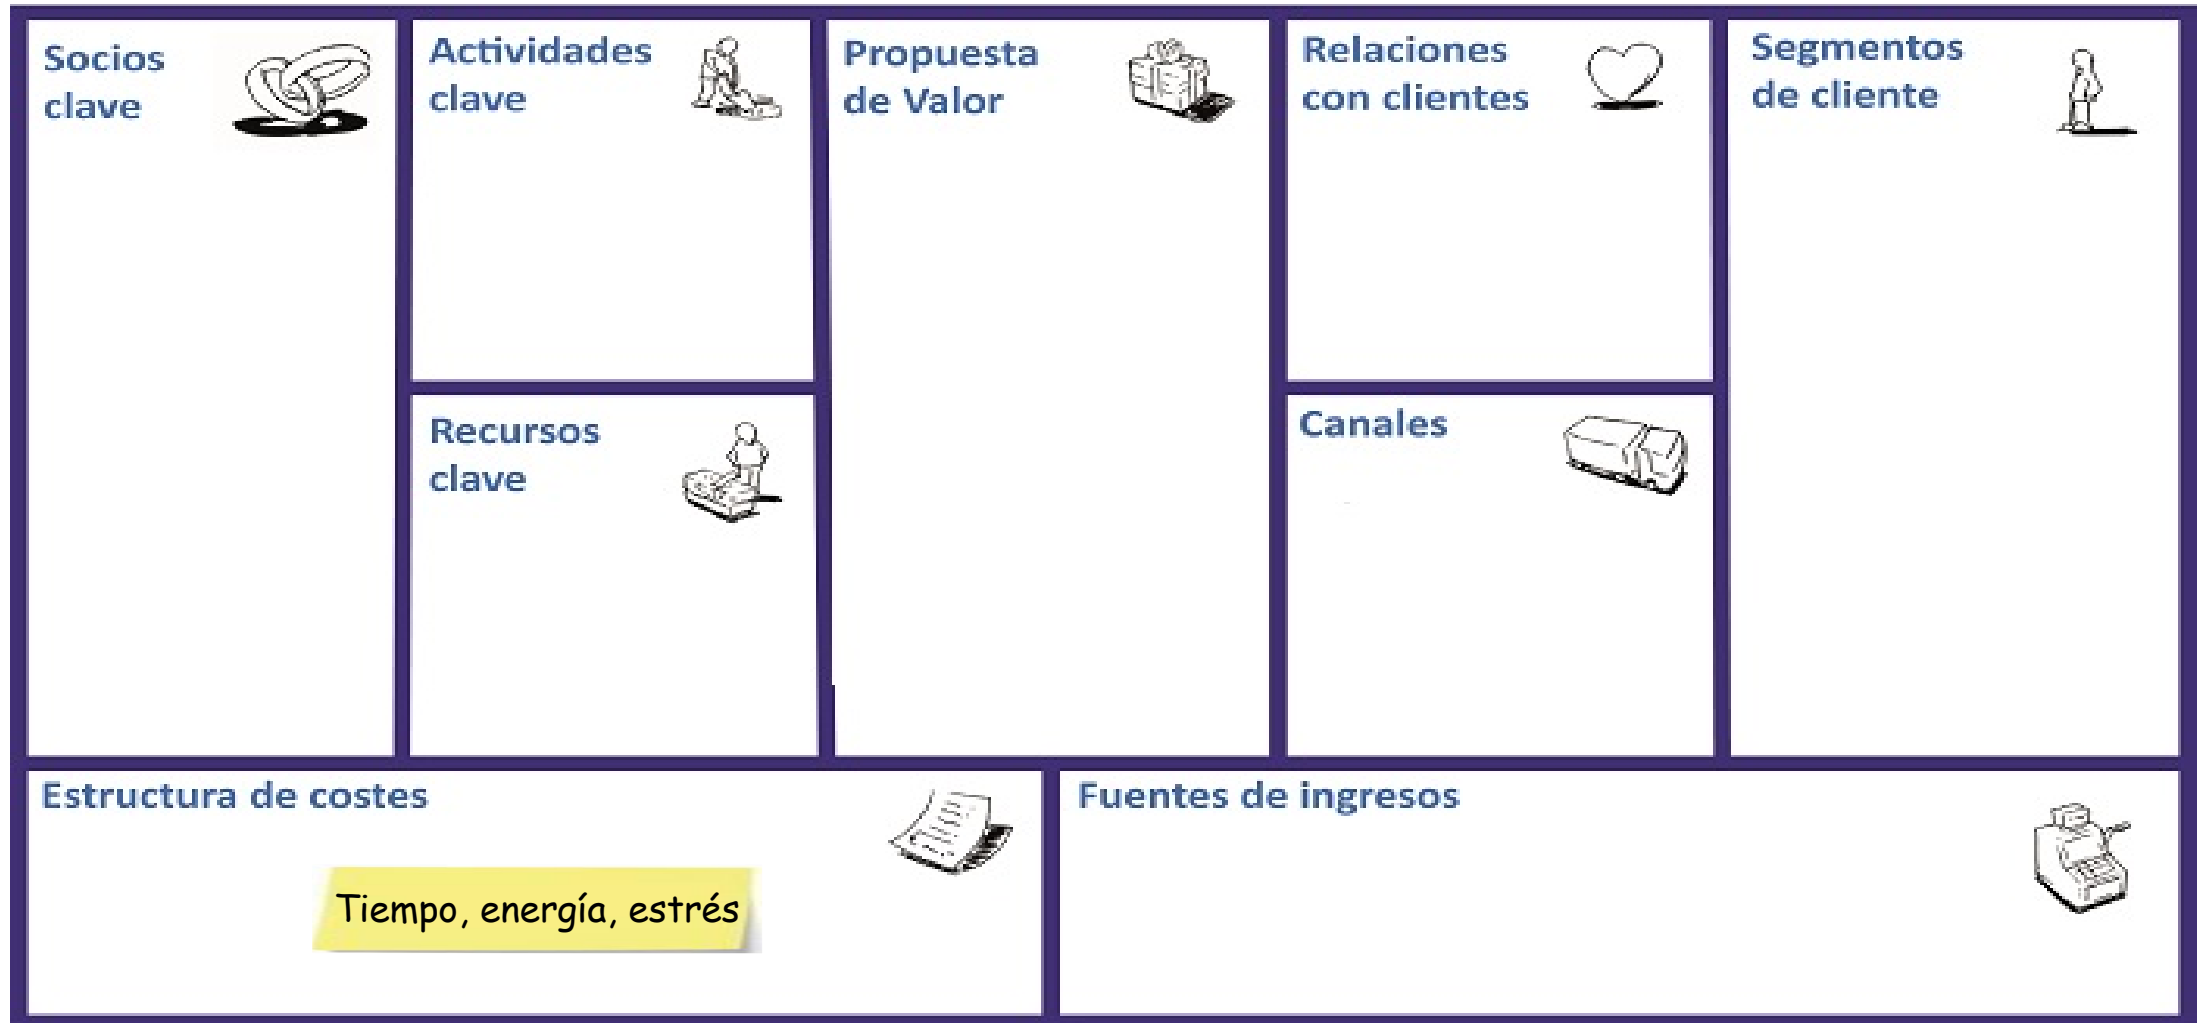 Socios
clave
Actividades
clave
Propuesta
de Valor
Relaciones
con clientes
Segmentos
de cliente
Recursos
clave
Canales
Estructura de costes
Tiempo, energía, estrés
Fuentes de ingresos